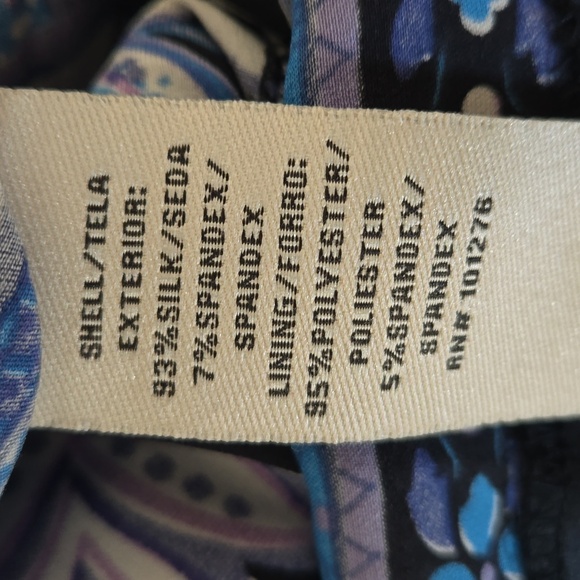 SHELL/TELA
EXTERIOR:
93%SILK/SEDA
7%SPANDEX/
SPANDEX
LINING/FORRO:
95%POLYESTER/
POLIESTER
5%SPANDEX/
SPANDEX
RN# 101276